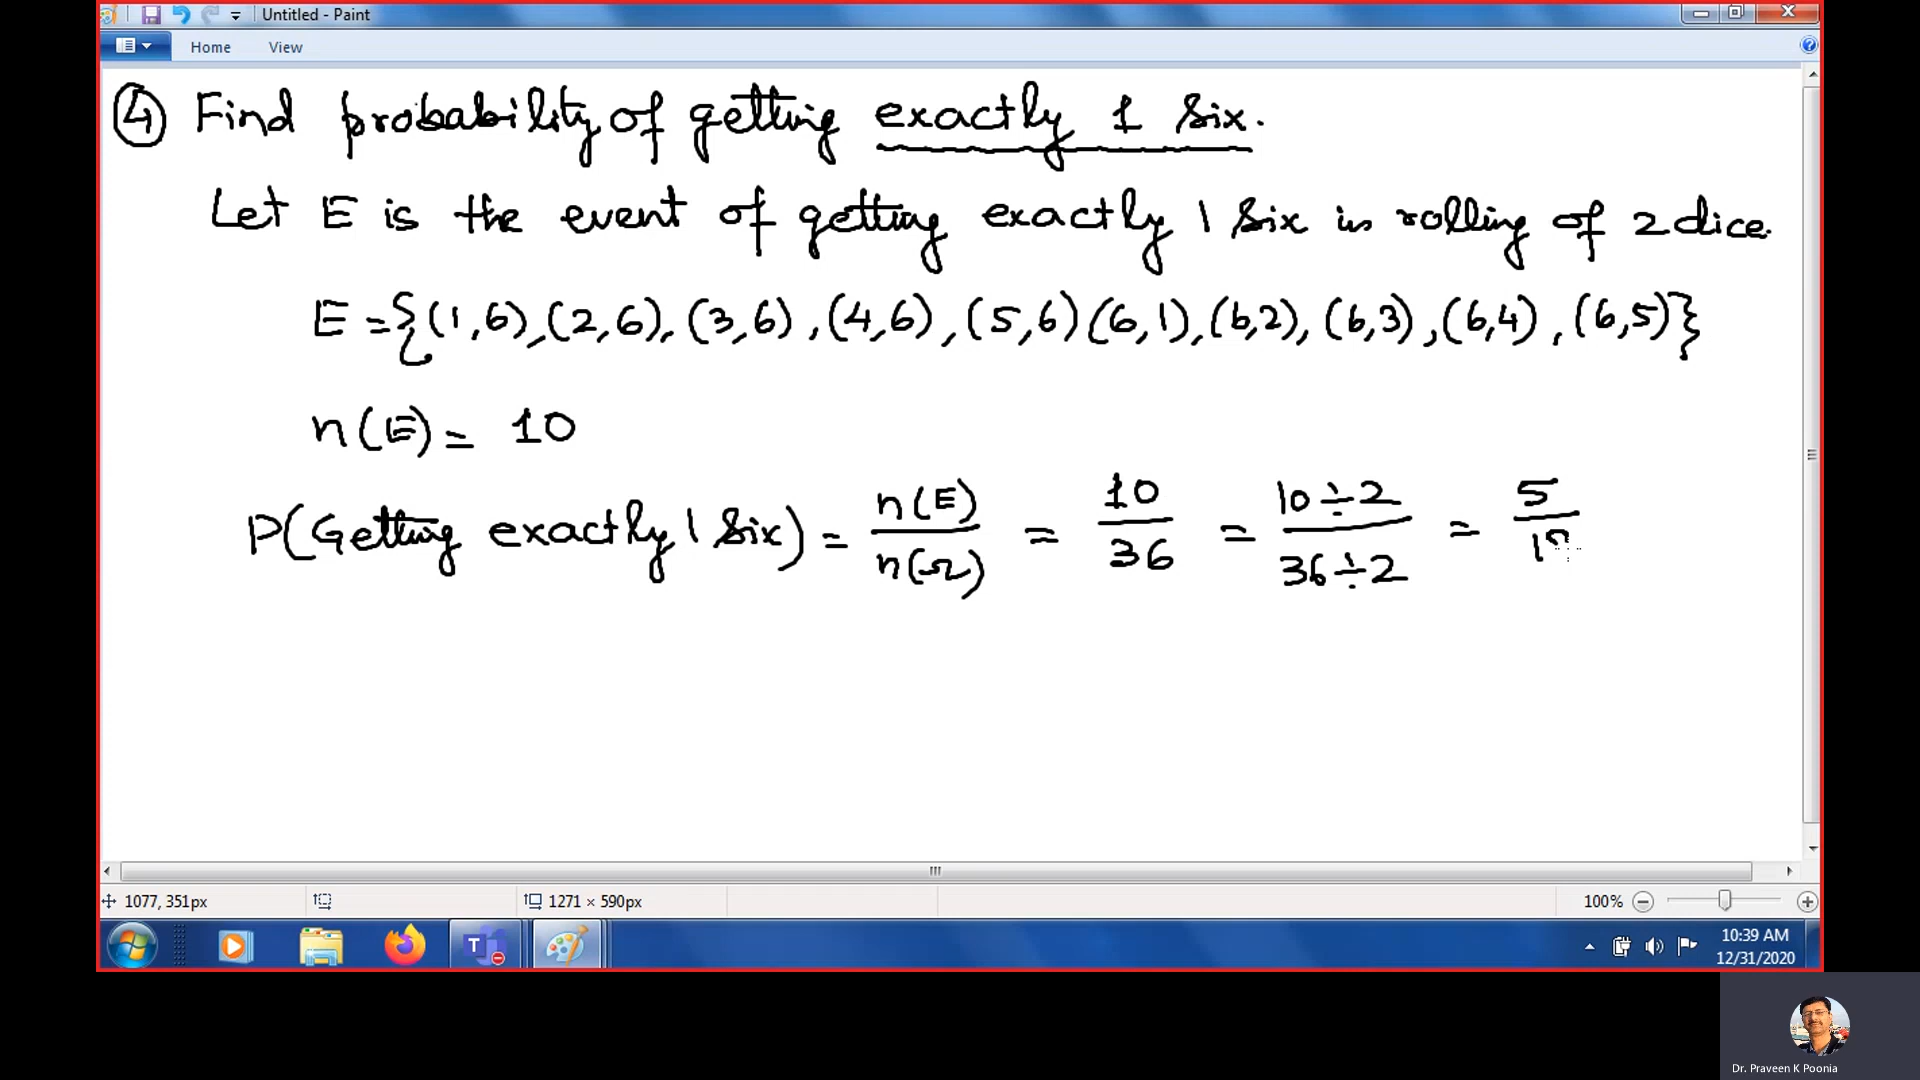 Untitled - Paint
Home View
④ Find probability of getting exactly 1 six.
Let E is the event of getting exactly 1 six in rolling of 2 dice.
E = {(1,6),(2,6),(3,6),(4,6),(5,6)(6,1),(6,2),(6,3),(6,4),(6,5)}
n(E) = 10
P(Getting exactly 1 six) = n(E)/n(Ω) = 10/36 = 10÷2/36÷2 = 5/18
1077, 351px 1271 × 590px 100%
T 10:39 AM
12/31/2020
Dr. Praveen K Poonia